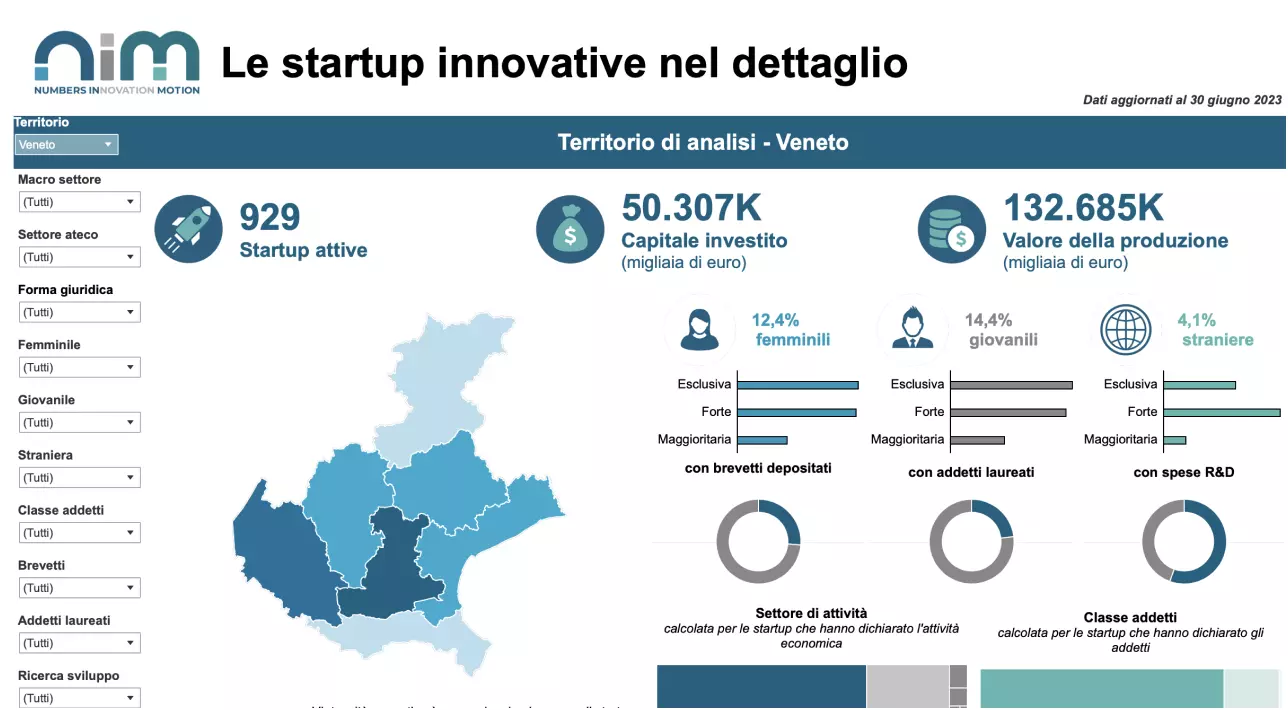 nim
NUMBERS INNOVATION MOTION
Le startup innovative nel dettaglio
Dati aggiornati al 30 giugno 2023
Territorio
Veneto
Territorio di analisi - Veneto
Macro settore
(Tutti)
Settore ateco
(Tutti)
Forma giuridica
(Tutti)
Femminile
(Tutti)
Giovanile
(Tutti)
Straniera
(Tutti)
Classe addetti
(Tutti)
Brevetti
(Tutti)
Addetti laureati
(Tutti)
Ricerca sviluppo
(Tutti)
929
Startup attive
$
50.307K
Capitale investito
(migliaia di euro)
$
132.685K
Valore della produzione
(migliaia di euro)
12,4%
femminili
Esclusiva
Forte
Maggioritaria
14,4%
giovanili
Esclusiva
Forte
Maggioritaria
4,1%
straniere
Esclusiva
Forte
Maggioritaria
con brevetti depositati
con addetti laureati
con spese R&D
Settore di attività
calcolata per le startup che hanno dichiarato l'attività
economica
Classe addetti
calcolata per le startup che hanno dichiarato gli
addetti